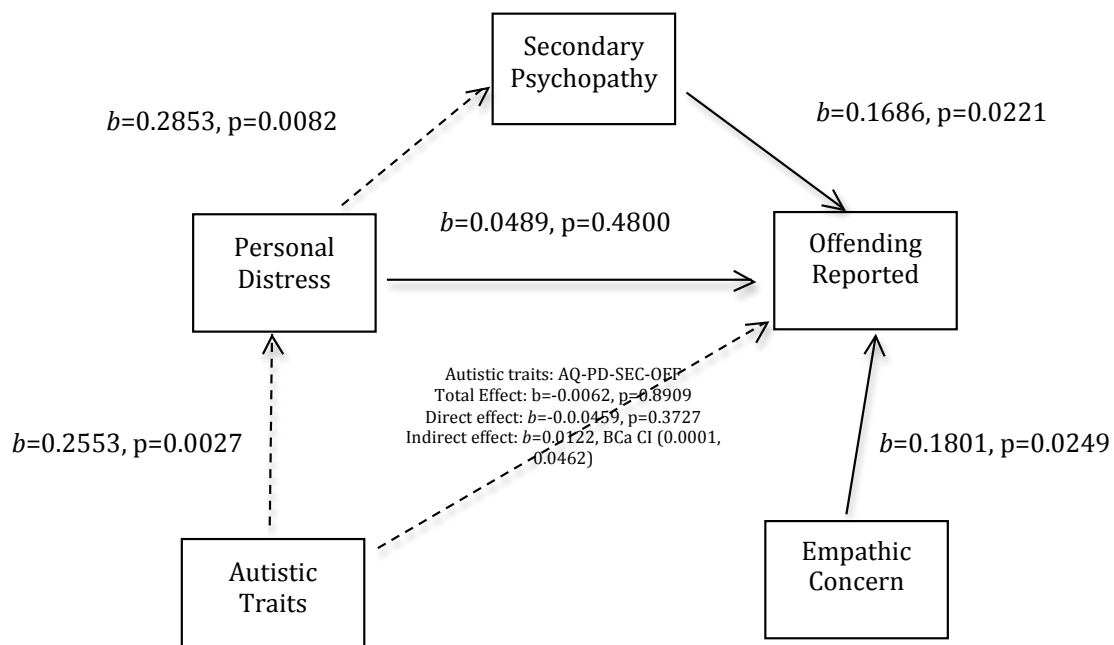 Secondary
Psychopathy
b=0.2853, p=0.0082
b=0.1686, p=0.0221
b=0.0489, p=0.4800
Personal
Distress
Offending
Reported
Autistic traits: AQ-PD-SEC-OFF
Total Effect: b=-0.0062, p=0.8909
Direct effect: b=-0.0.0459, p=0.3727
Indirect effect: b=0.0122, BCa CI (0.0001,
0.0462)
b=0.2553, p=0.0027
b=0.1801, p=0.0249
Autistic
Traits
Empathic
Concern